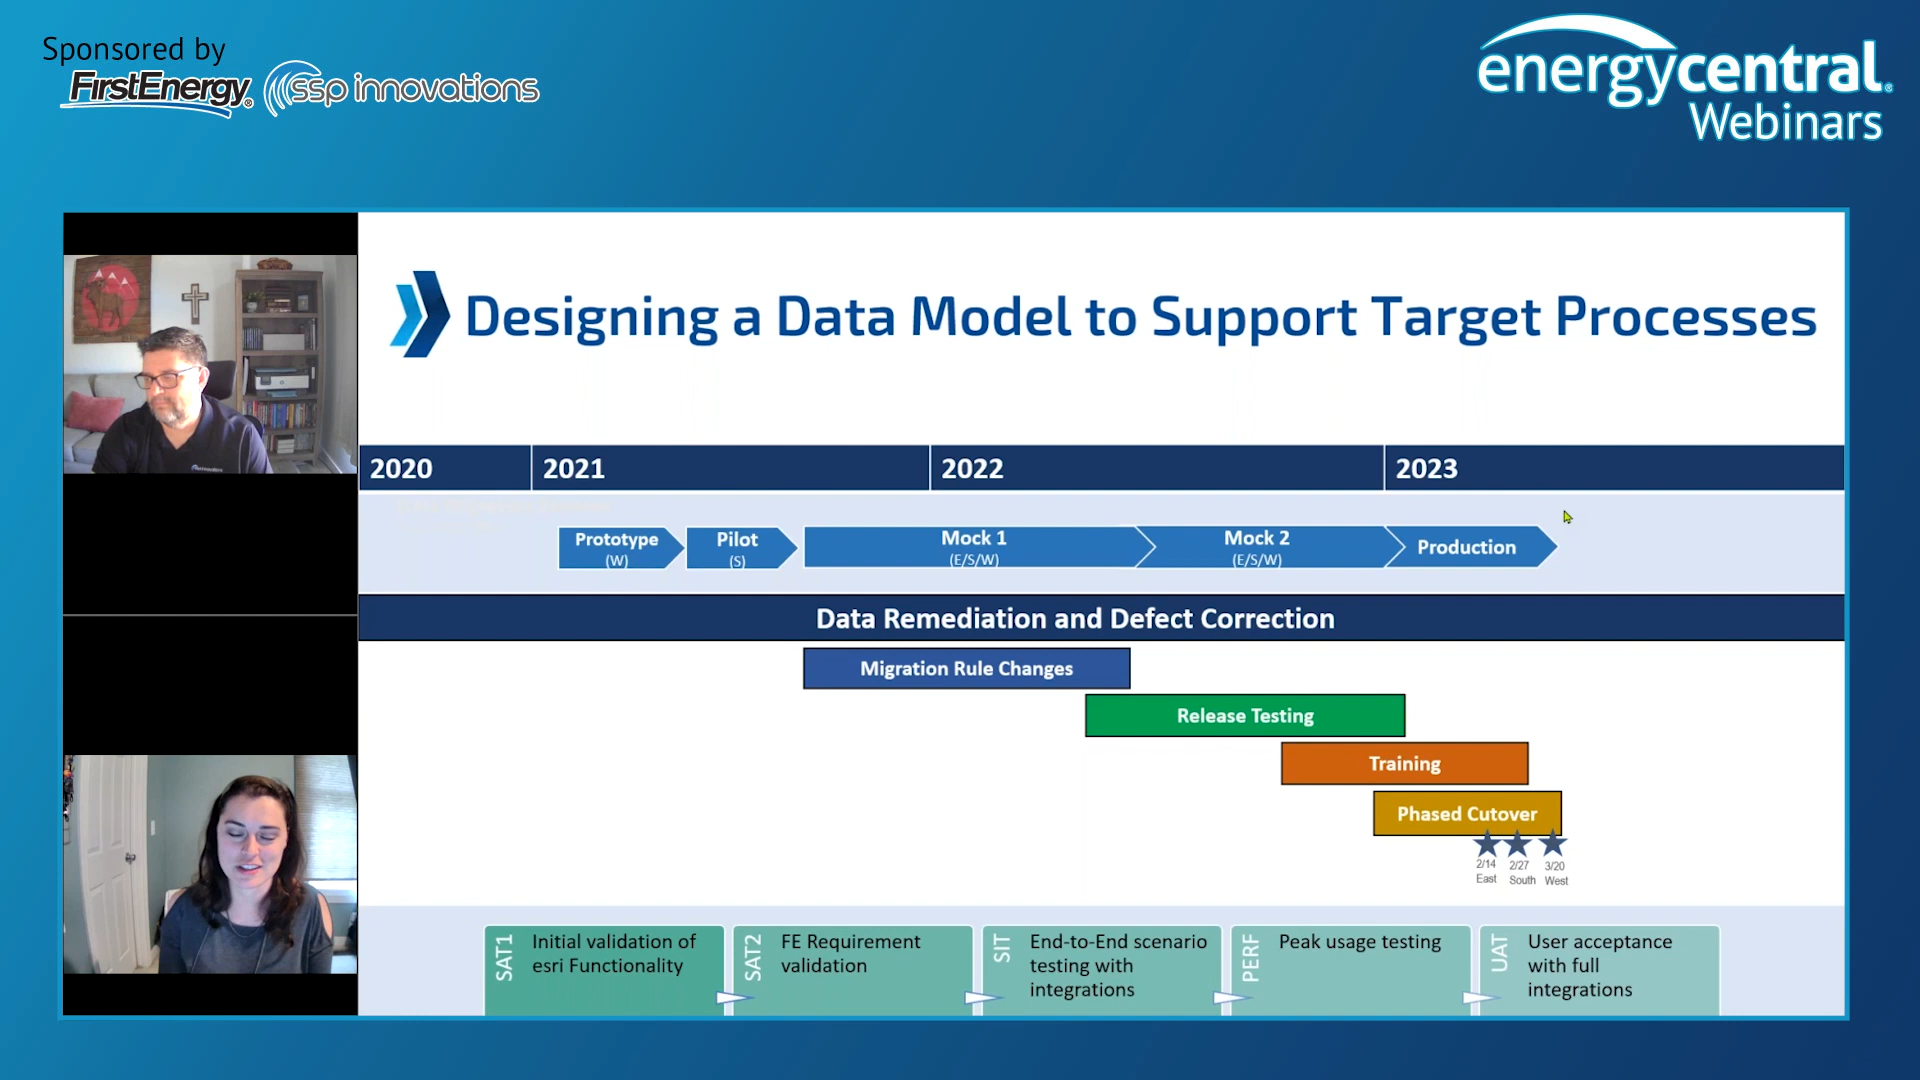 Sponsored by
FirstEnergy®
ssp innovations
energycentral®
Webinars
Designing a Data Model to Support Target Processes
2020
2021
2022
2023
Prototype
(W)
Pilot
(S)
Mock 1
(E/S/W)
Mock 2
(E/S/W)
Production
Data Remediation and Defect Correction
Migration Rule Changes
Release Testing
Training
Phased Cutover
2/14
East
2/27
South
3/20
West
SAT1
Initial validation of
esri Functionality
SAT2
FE Requirement
validation
SIT
End-to-End scenario
testing with
integrations
PERF
Peak usage testing
UAT
User acceptance
with full
integrations